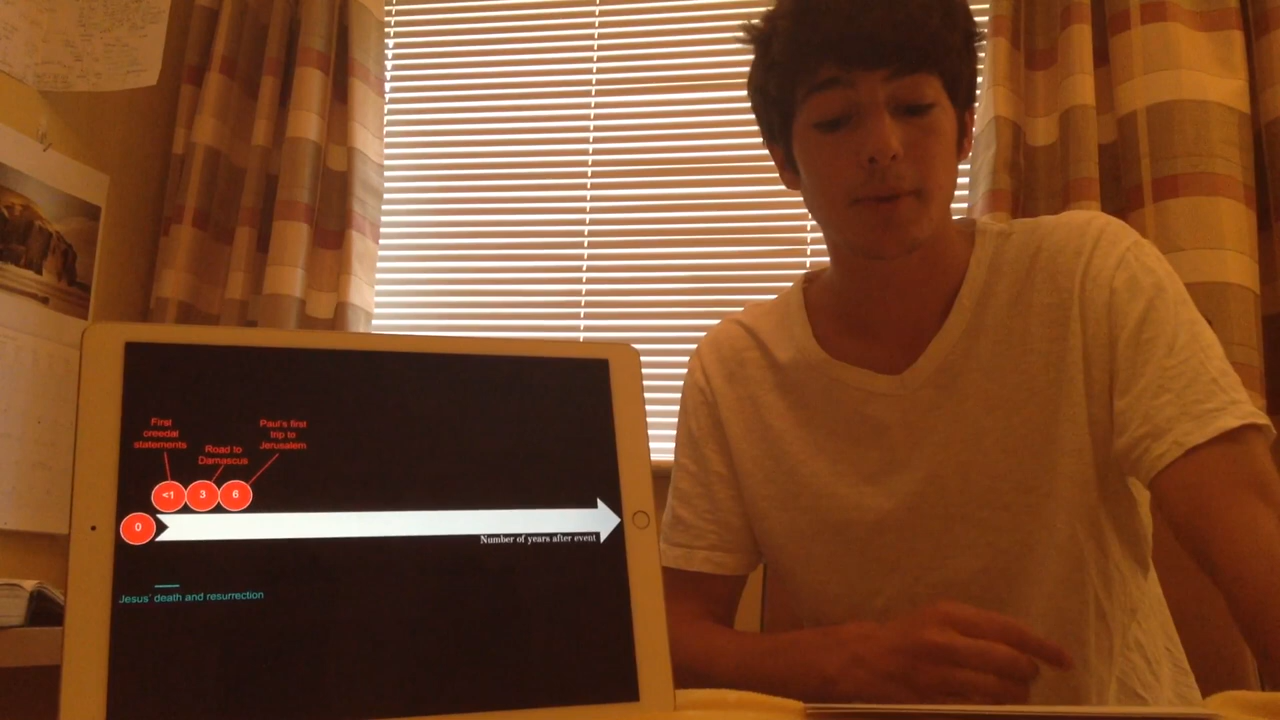 First
creedal
statements
Road to
Damascus
Paul's first
trip to
Jerusalem
<1
3
6
0
Number of years after event
Jesus' death and resurrection